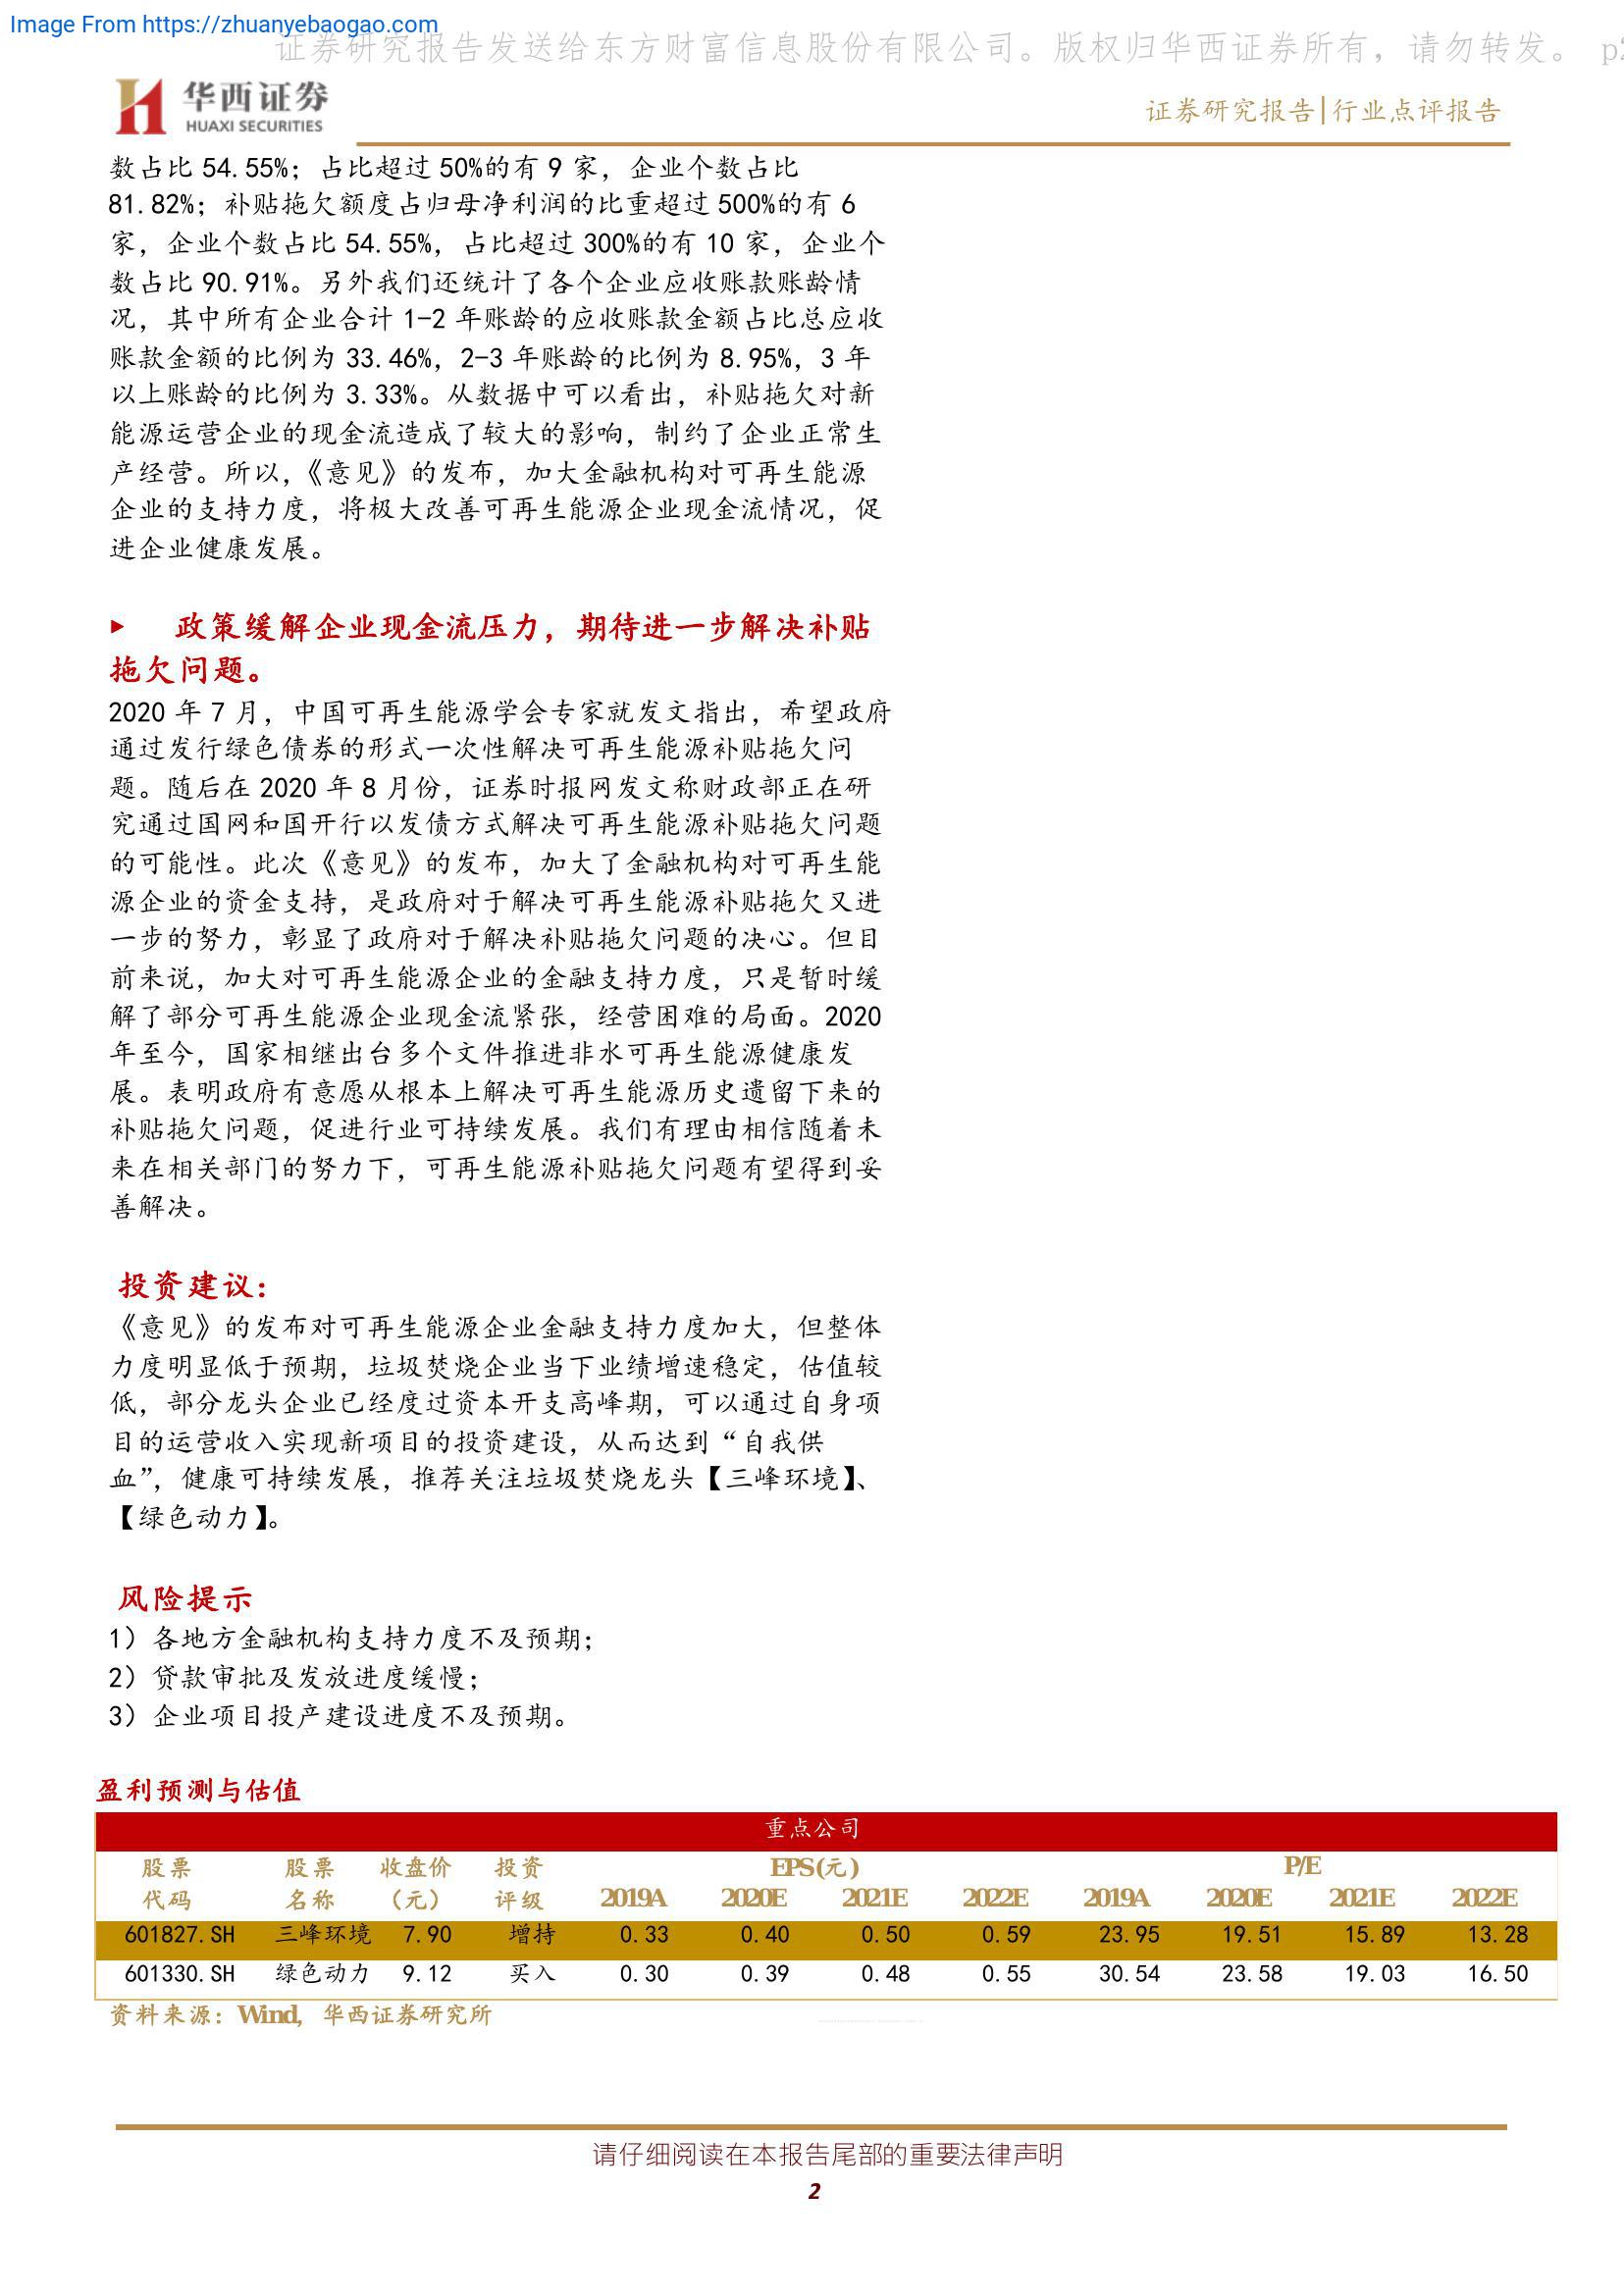 Image From https://zhuanyebaogao.com
证券研究报告发送给东方财富信息股份有限公司。版权归华西证券所有，请勿转发。 p2
华西证券
HUAXI SECURITIES
证券研究报告|行业点评报告
数占比 54.55%；占比超过 50%的有 9 家，企业个数占比
81.82%；补贴拖欠额度占归母净利润的比重超过 500%的有 6
家，企业个数占比 54.55%，占比超过 300%的有 10 家，企业个
数占比 90.91%。另外我们还统计了各个企业应收账款账龄情
况，其中所有企业合计 1-2 年账龄的应收账款金额占比总应收
账款金额的比例为 33.46%，2-3 年账龄的比例为 8.95%，3 年
以上账龄的比例为 3.33%。从数据中可以看出，补贴拖欠对新
能源运营企业的现金流造成了较大的影响，制约了企业正常生
产经营。所以，《意见》的发布，加大金融机构对可再生能源
企业的支持力度，将极大改善可再生能源企业现金流情况，促
进企业健康发展。
► 政策缓解企业现金流压力，期待进一步解决补贴
拖欠问题。
2020 年 7 月，中国可再生能源学会专家就发文指出，希望政府
通过发行绿色债券的形式一次性解决可再生能源补贴拖欠问
题。随后在 2020 年 8 月份，证券时报网发文称财政部正在研
究通过国网和国开行以发债方式解决可再生能源补贴拖欠问题
的可能性。此次《意见》的发布，加大了金融机构对可再生能
源企业的资金支持，是政府对于解决可再生能源补贴拖欠又进
一步的努力，彰显了政府对于解决补贴拖欠问题的决心。但目
前来说，加大对可再生能源企业的金融支持力度，只是暂时缓
解了部分可再生能源企业现金流紧张，经营困难的局面。2020
年至今，国家相继出台多个文件推进非水可再生能源健康发
展。表明政府有意愿从根本上解决可再生能源历史遗留下来的
补贴拖欠问题，促进行业可持续发展。我们有理由相信随着未
来在相关部门的努力下，可再生能源补贴拖欠问题有望得到妥
善解决。
投资建议：
《意见》的发布对可再生能源企业金融支持力度加大，但整体
力度明显低于预期，垃圾焚烧企业当下业绩增速稳定，估值较
低，部分龙头企业已经度过资本开支高峰期，可以通过自身项
目的运营收入实现新项目的投资建设，从而达到“自我供
血”，健康可持续发展，推荐关注垃圾焚烧龙头【三峰环境】、
【绿色动力】。
风险提示
1）各地方金融机构支持力度不及预期；
2）贷款审批及发放进度缓慢；
3）企业项目投产建设进度不及预期。
盈利预测与估值
重点公司
股票 股票 收盘价 投资 EPS(元) P/E
代码 名称 （元） 评级 2019A 2020E 2021E 2022E 2019A 2020E 2021E 2022E
601827.SH 三峰环境 7.90 增持 0.33 0.40 0.50 0.59 23.95 19.51 15.89 13.28
601330.SH 绿色动力 9.12 买入 0.30 0.39 0.48 0.55 30.54 23.58 19.03 16.50
资料来源：Wind，华西证券研究所
请仔细阅读在本报告尾部的重要法律声明
2